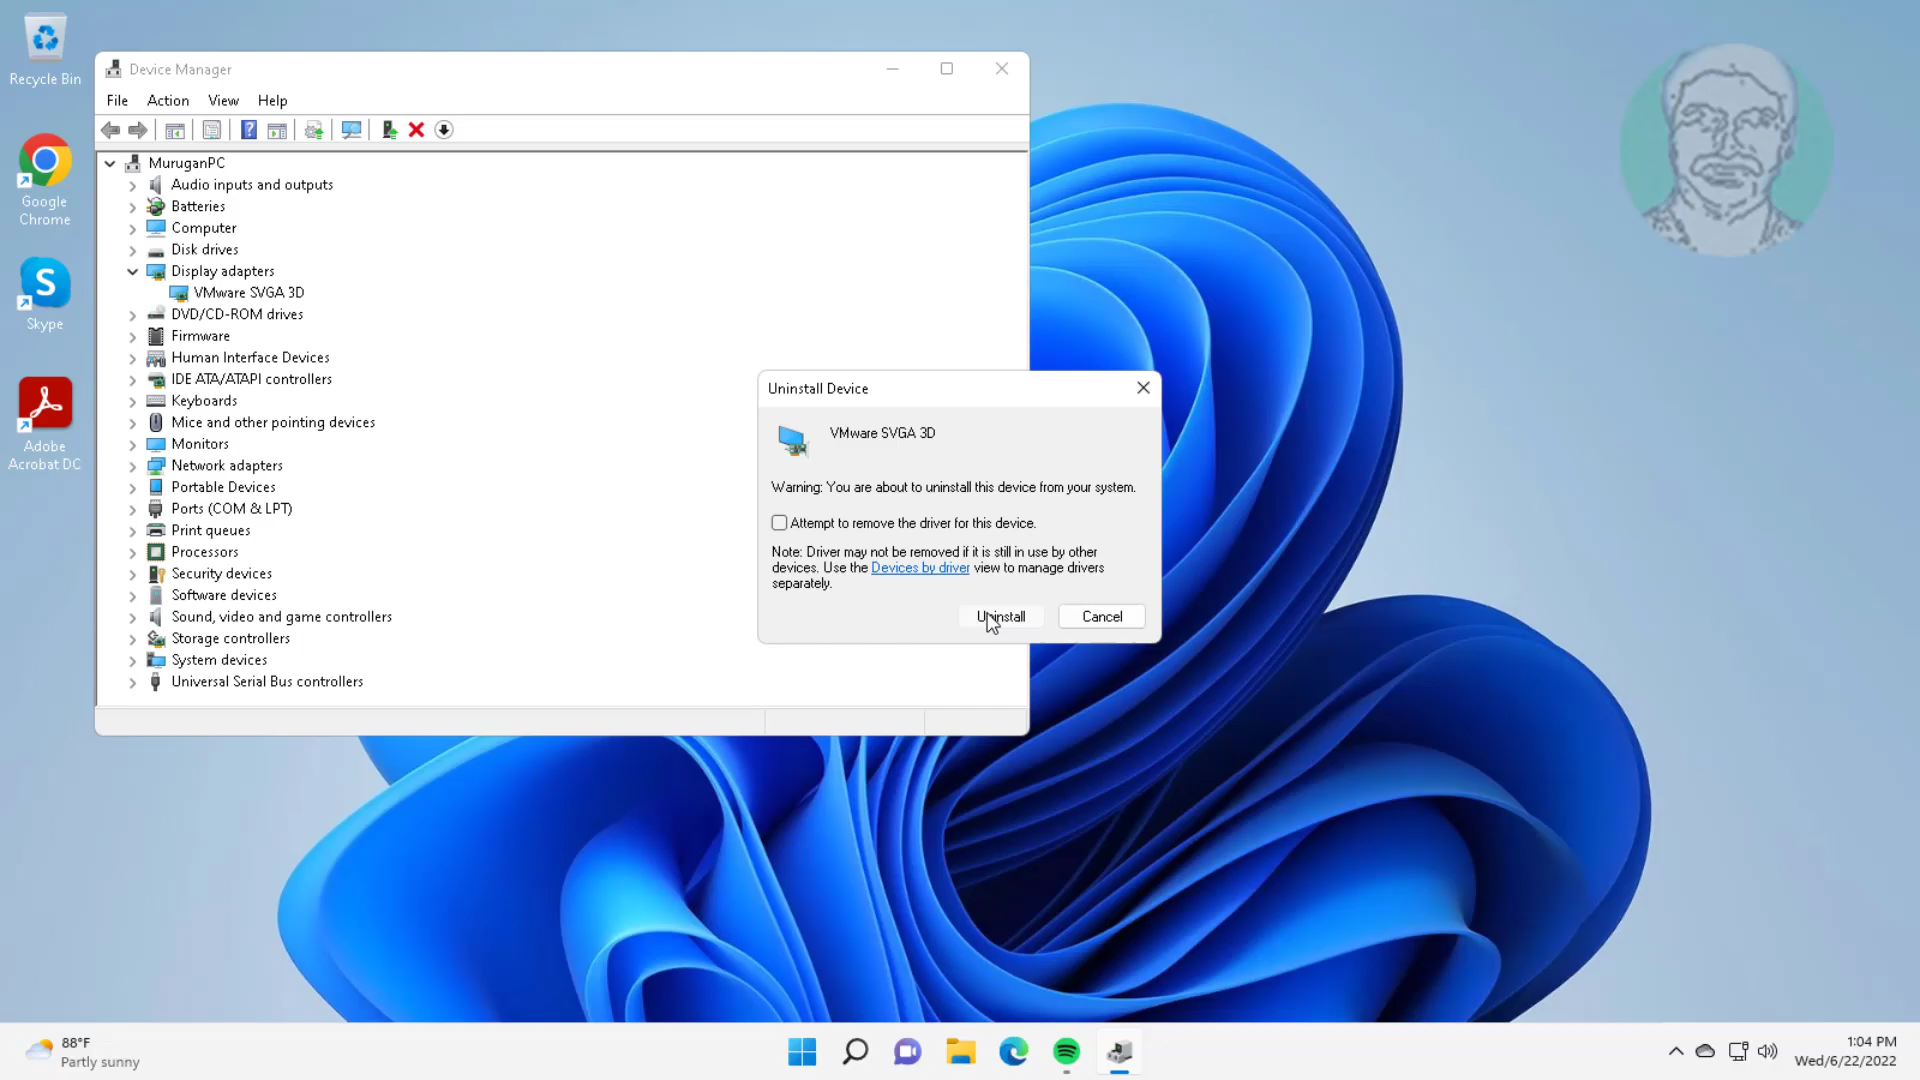 Recycle Bin
Google
Chrome
Skype
Adobe
Acrobat DC
Device Manager
File Action View Help
MuruganPC
Audio inputs and outputs
Batteries
Computer
Disk drives
Display adapters
VMware SVGA 3D
DVD/CD-ROM drives
Firmware
Human Interface Devices
IDE ATA/ATAPI controllers
Keyboards
Mice and other pointing devices
Monitors
Network adapters
Portable Devices
Ports (COM & LPT)
Print queues
Processors
Security devices
Software devices
Sound, video and game controllers
Storage controllers
System devices
Universal Serial Bus controllers
Uninstall Device
VMware SVGA 3D
Warning: You are about to uninstall this device from your system.
Attempt to remove the driver for this device.
Note: Driver may not be removed if it is still in use by other
devices. Use the Devices by driver view to manage drivers
separately.
Uninstall Cancel
88°F
Partly sunny
1:04 PM
Wed/6/22/2022